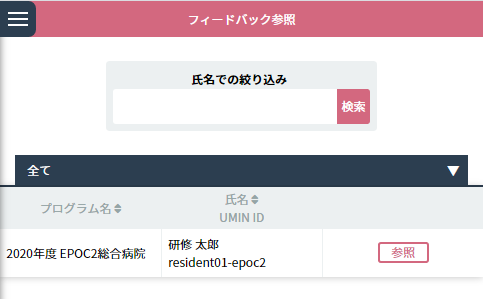 フィードバック参照
氏名での絞り込み
検索
全て
プログラム名 氏名
UMIN ID
2020年度 EPOC2総合病院 研修 太郎 参照
resident01-epoc2